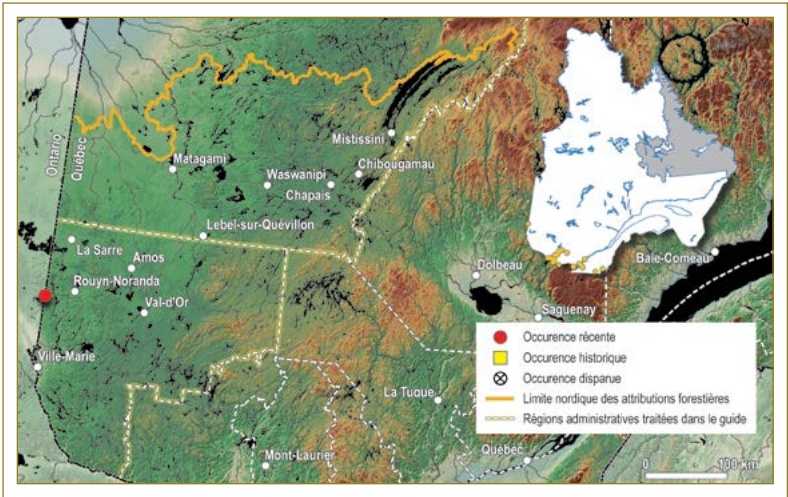 Ontario
Québec
Matagami
Mistissini
Waswanipi
Chibougamau
Chapais
Lebel-sur-Quévillon
La Sarre
Amos
Rouyn-Noranda
Val-d'Or
Ville-Marie
Dolbeau
Baie-Comeau
Saguenay
La Tuque
Mont-Laurier
Québec
Occurence récente
Occurence historique
Occurence disparue
Limite nordique des attributions forestières
Régions administratives traitées dans le guide
0 100 km